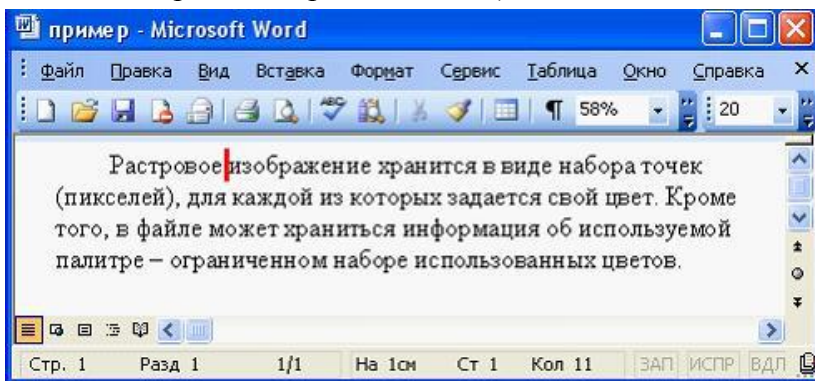 пример - Microsoft Word
Файл Правка Вид Вставка Формат Сервис Таблица Окно Справка
58% 20
Растровое изображение хранится в виде набора точек
(пикселей), для каждой из которых задается свой цвет. Кроме
того, в файле может храниться информация об используемой
палитре – ограниченном наборе использованных цветов.
Стр. 1 Разд 1 1/1 На 1см Ст 1 Кол 11 ЗАП ИСПР ВДЛ